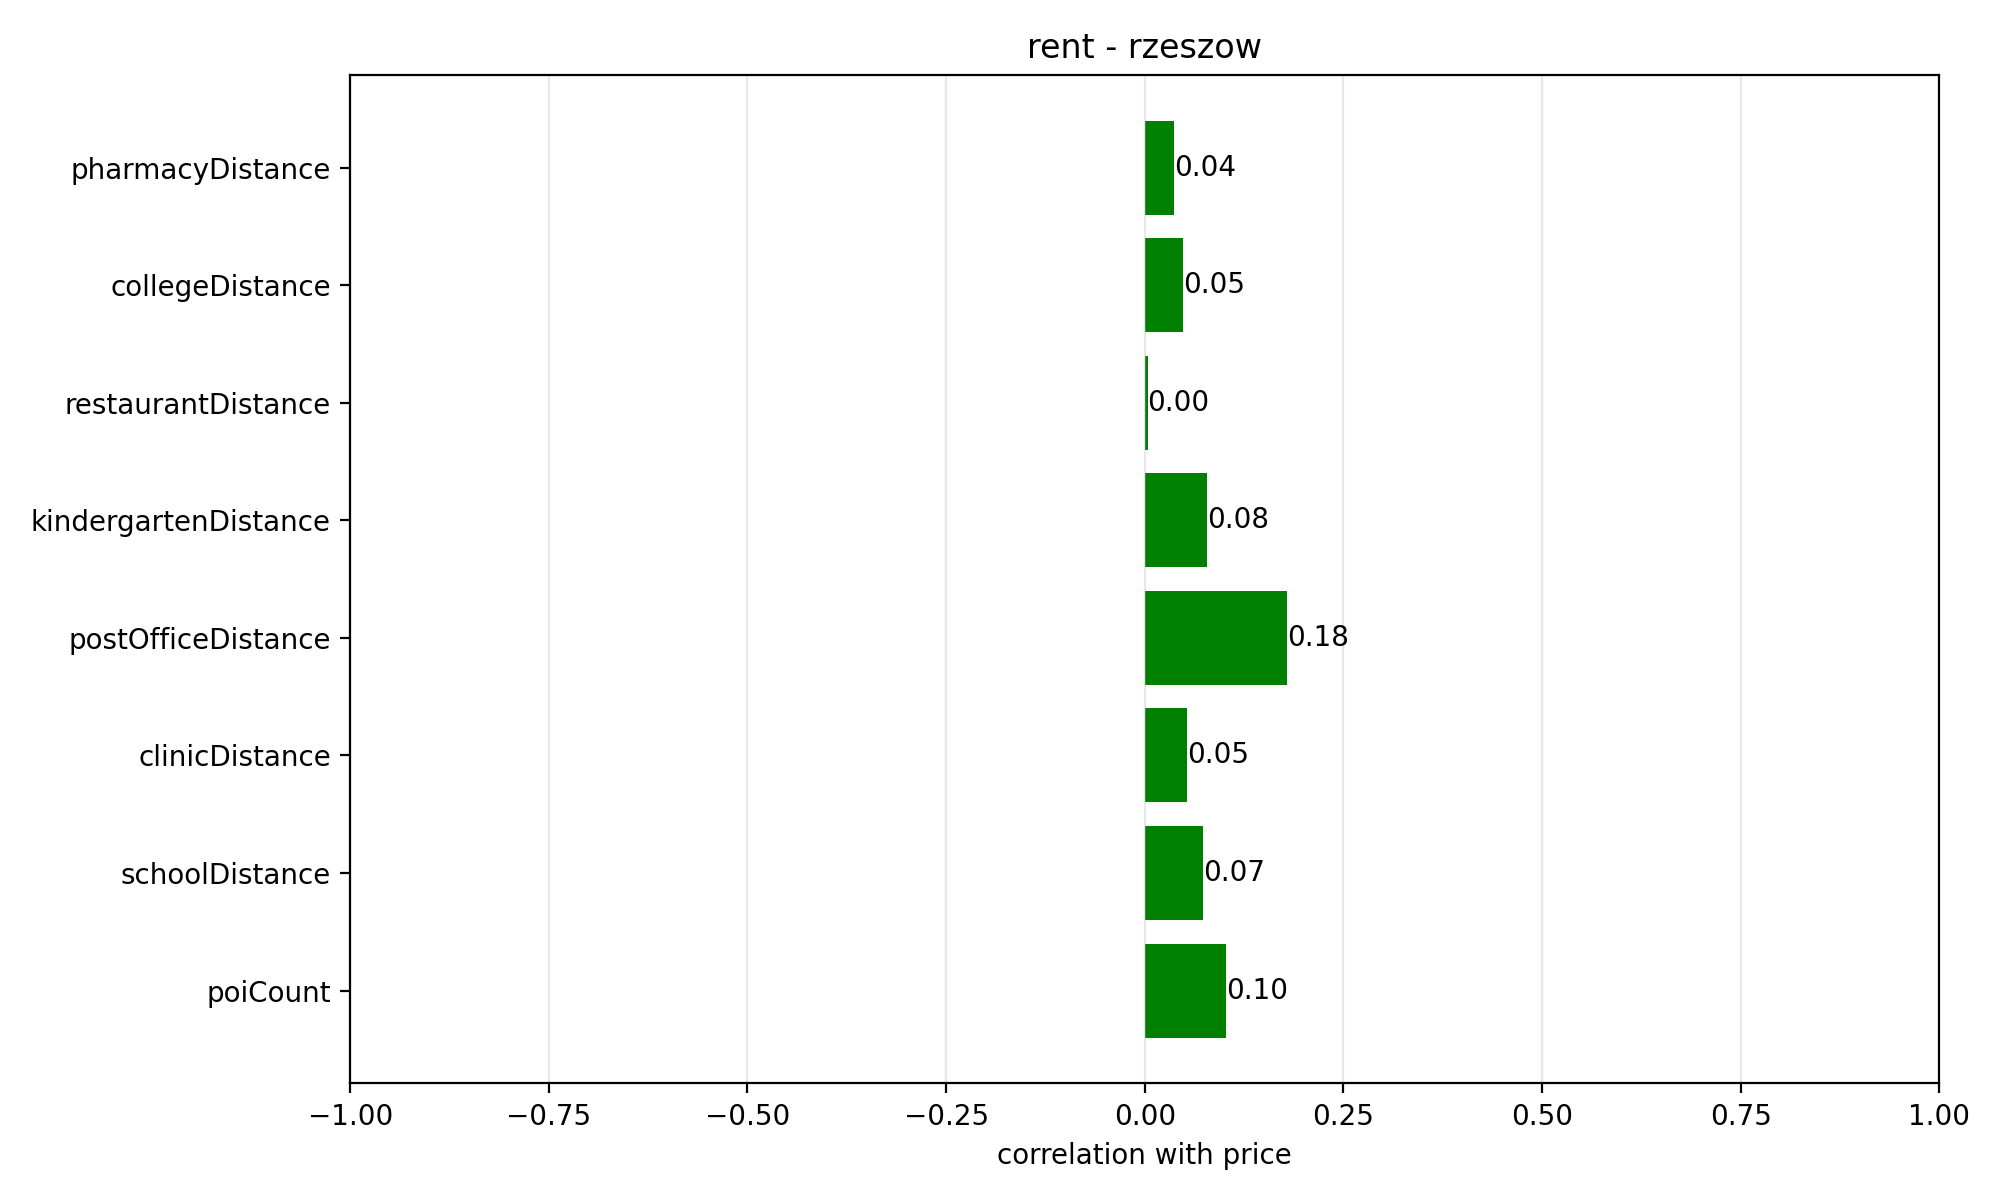 rent - rzeszow
pharmacyDistance
0.04
collegeDistance
0.05
restaurantDistance
0.00
kindergartenDistance
0.08
postOfficeDistance
0.18
clinicDistance
0.05
schoolDistance
0.07
poiCount
0.10
−1.00 −0.75 −0.50 −0.25 0.00 0.25 0.50 0.75 1.00
correlation with price